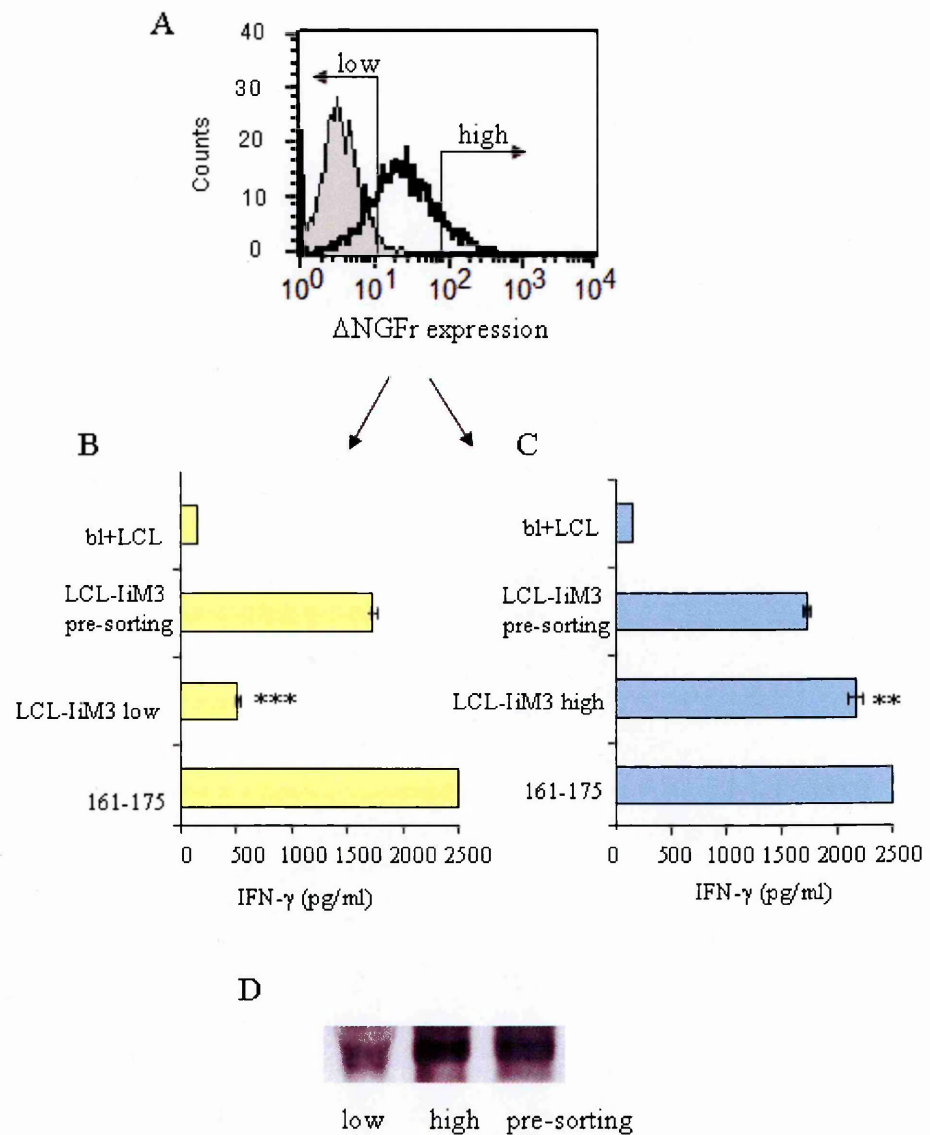 A
40
30
20
10
0
Counts
low
high
10^0 10^1 10^2 10^3 10^4
ΔNGFr expression
B
bl+LCL
LCL-IiM3
pre-sorting
LCL-IiM3 low
***
161-175
0 500 1000 1500 2000 2500
IFN-γ (pg/ml)
C
bl+LCL
LCL-IiM3
pre-sorting
LCL-IiM3 high
**
161-175
0 500 1000 1500 2000 2500
IFN-γ (pg/ml)
D
low high pre-sorting